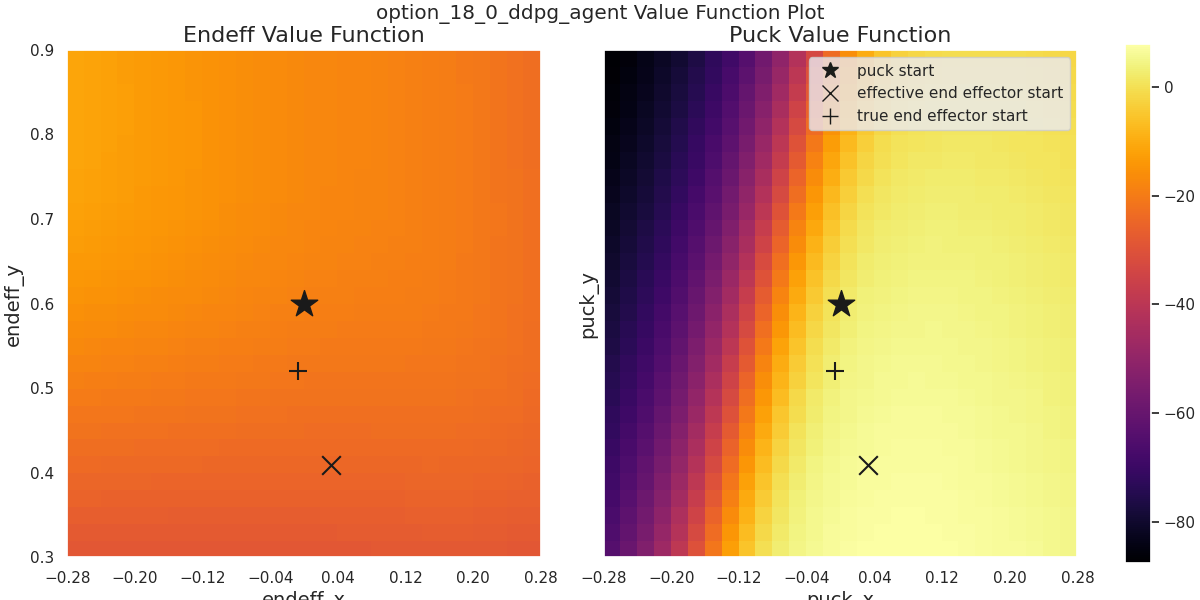 option_18_0_ddpg_agent Value Function Plot
Endeff Value Function
Puck Value Function
puck start
effective end effector start
true end effector start
0.9
0.8
0.7
0.6
0.5
0.4
0.3
endeff_y
−0.28 −0.20 −0.12 −0.04 0.04 0.12 0.20 0.28
endeff_x
puck_y
−0.28 −0.20 −0.12 −0.04 0.04 0.12 0.20 0.28
puck_x
0
−20
−40
−60
−80